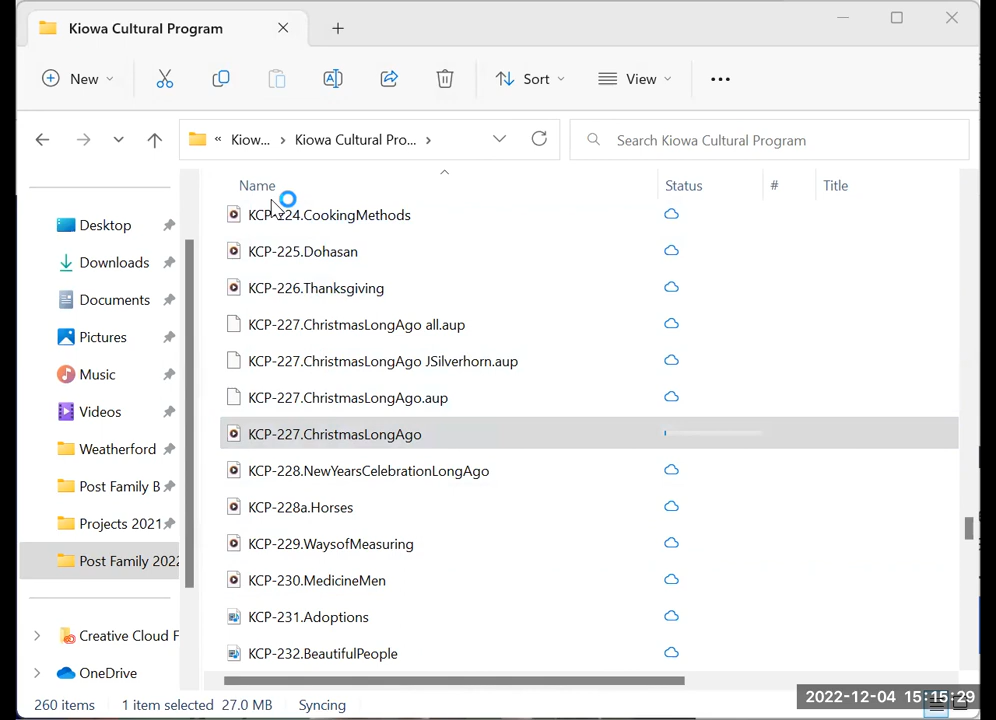 Kiowa Cultural Program
New
Sort
View
« Kiow... > Kiowa Cultural Pro... >
Search Kiowa Cultural Program
Name Status # Title
Desktop
Downloads
Documents
Pictures
Music
Videos
Weatherford
Post Family B
Projects 2021
Post Family 2022
Creative Cloud F
OneDrive
KCP-224.CookingMethods
KCP-225.Dohasan
KCP-226.Thanksgiving
KCP-227.ChristmasLongAgo all.aup
KCP-227.ChristmasLongAgo JSilverhorn.aup
KCP-227.ChristmasLongAgo.aup
KCP-227.ChristmasLongAgo
KCP-228.NewYearsCelebrationLongAgo
KCP-228a.Horses
KCP-229.WaysofMeasuring
KCP-230.MedicineMen
KCP-231.Adoptions
KCP-232.BeautifulPeople
260 items 1 item selected 27.0 MB Syncing
2022-12-04 15:15:29